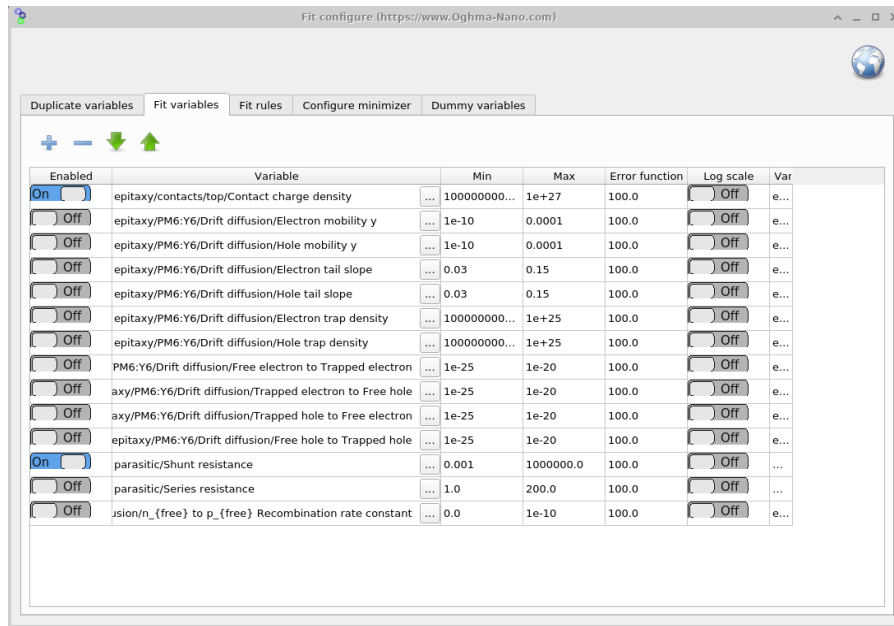 Fit configure (https://www.Oghma-Nano.com)
Duplicate variables Fit variables Fit rules Configure minimizer Dummy variables
Enabled Variable Min Max Error function Log scale Var
On epitaxy/contacts/top/Contact charge density ... 100000000... 1e+27 100.0 Off e...
Off epitaxy/PM6:Y6/Drift diffusion/Electron mobility y ... 1e-10 0.0001 100.0 Off e...
Off epitaxy/PM6:Y6/Drift diffusion/Hole mobility y ... 1e-10 0.0001 100.0 Off e...
Off epitaxy/PM6:Y6/Drift diffusion/Electron tail slope ... 0.03 0.15 100.0 Off e...
Off epitaxy/PM6:Y6/Drift diffusion/Hole tail slope ... 0.03 0.15 100.0 Off e...
Off epitaxy/PM6:Y6/Drift diffusion/Electron trap density ... 100000000... 1e+25 100.0 Off e...
Off epitaxy/PM6:Y6/Drift diffusion/Hole trap density ... 100000000... 1e+25 100.0 Off e...
Off PM6:Y6/Drift diffusion/Free electron to Trapped electron ... 1e-25 1e-20 100.0 Off e...
Off axy/PM6:Y6/Drift diffusion/Trapped electron to Free hole ... 1e-25 1e-20 100.0 Off e...
Off axy/PM6:Y6/Drift diffusion/Trapped hole to Free electron ... 1e-25 1e-20 100.0 Off e...
Off epitaxy/PM6:Y6/Drift diffusion/Free hole to Trapped hole ... 1e-25 1e-20 100.0 Off e...
On parasitic/Shunt resistance ... 0.001 1000000.0 100.0 Off ...
Off parasitic/Series resistance ... 1.0 200.0 100.0 Off ...
Off usion/n_{free} to p_{free} Recombination rate constant ... 0.0 1e-10 100.0 Off e...